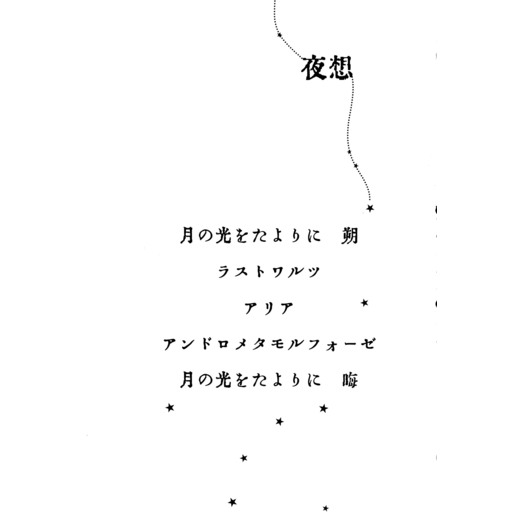 夜想
月の光をたよりに　朔
ラストワルツ
アリア
アンドロメタモルフォーゼ
月の光をたよりに　晦